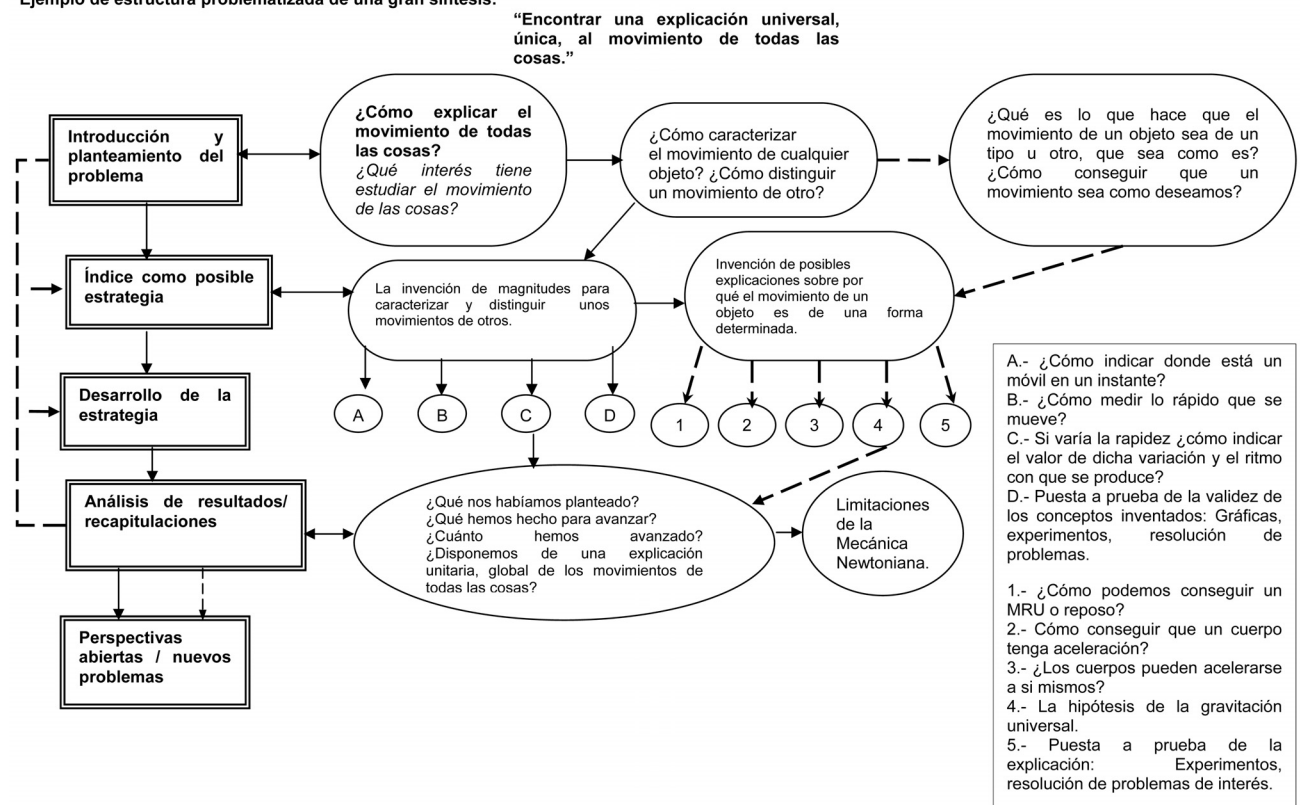 Ejemplo de estructura problematizada de una gran síntesis:
“Encontrar una explicación universal,
única, al movimiento de todas las
cosas.”
Introducción y
planteamiento del
problema
¿Cómo explicar el
movimiento de todas
las cosas?
¿Qué interés tiene
estudiar el movimiento
de las cosas?
¿Cómo caracterizar
el movimiento de cualquier
objeto? ¿Cómo distinguir
un movimiento de otro?
¿Qué es lo que hace que el
movimiento de un objeto sea de un
tipo u otro, que sea como es?
¿Cómo conseguir que un
movimiento sea como deseamos?
Índice como posible
estrategia
La invención de magnitudes para
caracterizar y distinguir unos
movimientos de otros.
Invención de posibles
explicaciones sobre por
qué el movimiento de un
objeto es de una forma
determinada.
Desarrollo de la
estrategia
A
B
C
D
1
2
3
4
5
Análisis de resultados/
recapitulaciones
¿Qué nos habíamos planteado?
¿Qué hemos hecho para avanzar?
¿Cuánto hemos avanzado?
¿Disponemos de una explicación
unitaria, global de los movimientos de
todas las cosas?
Limitaciones
de la
Mecánica
Newtoniana.
Perspectivas
abiertas / nuevos
problemas
A.- ¿Cómo indicar donde está un
móvil en un instante?
B.- ¿Cómo medir lo rápido que se
mueve?
C.- Si varía la rapidez ¿cómo indicar
el valor de dicha variación y el ritmo
con que se produce?
D.- Puesta a prueba de la validez de
los conceptos inventados: Gráficas,
experimentos, resolución de
problemas.
1.- ¿Cómo podemos conseguir un
MRU o reposo?
2.- Cómo conseguir que un cuerpo
tenga aceleración?
3.- ¿Los cuerpos pueden acelerarse
a si mismos?
4.- La hipótesis de la gravitación
universal.
5.- Puesta a prueba de la
explicación: Experimentos,
resolución de problemas de interés.